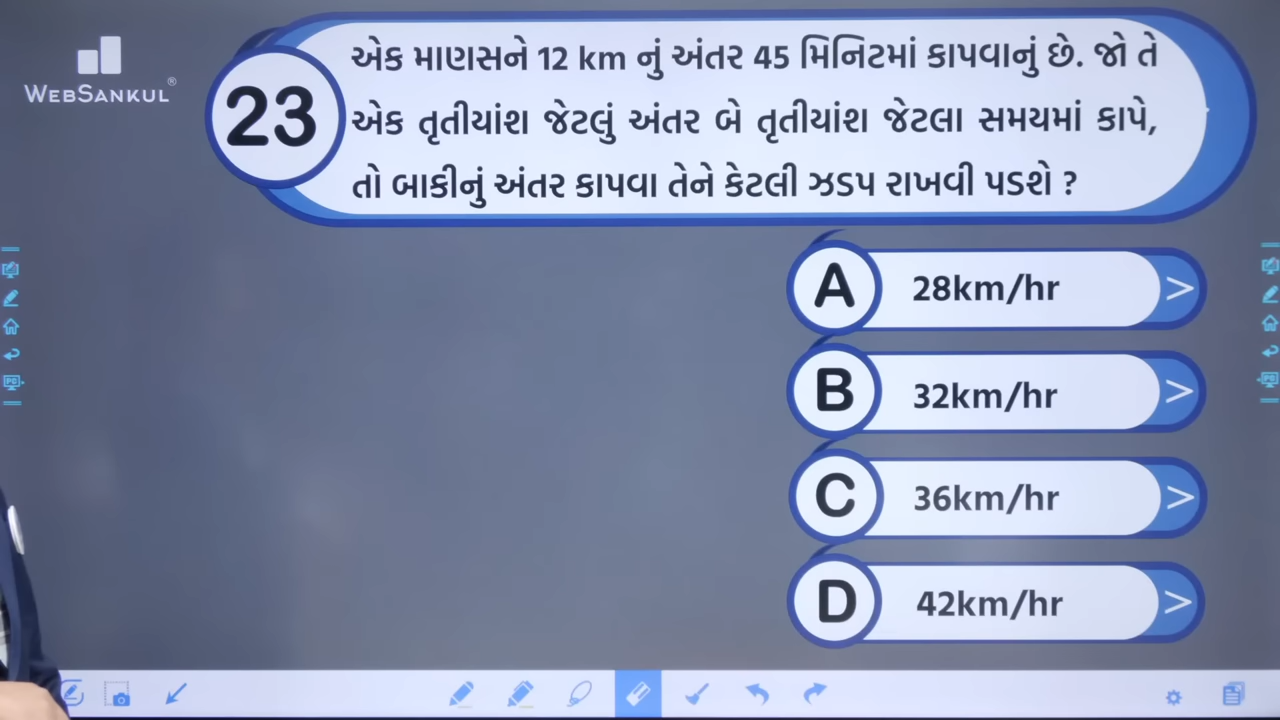 WEBSANKUL®
23
એક માણસને 12 km નું અંતર 45 મિનિટમાં કાપવાનું છે. જો તે
એક તૃતીયાંશ જેટલું અંતર બે તૃતીયાંશ જેટલા સમયમાં કાપે,
તો બાકીનું અંતર કાપવા તેને કેટલી ઝડપ રાખવી પડશે ?
A 28km/hr >
B 32km/hr >
C 36km/hr >
D 42km/hr >